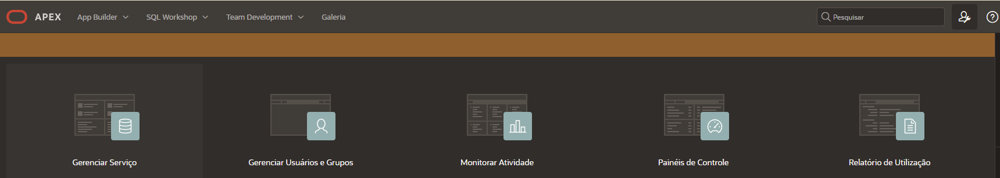 APEX App Builder SQL Workshop Team Development Galeria Pesquisar ?
Gerenciar Serviço Gerenciar Usuários e Grupos Monitorar Atividade Painéis de Controle Relatório de Utilização